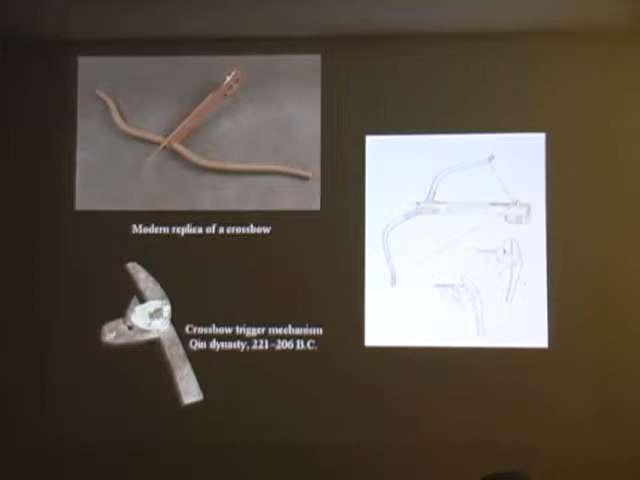 Modern replica of a crossbow
Crossbow trigger mechanism
Qin dynasty, 221–206 B.C.